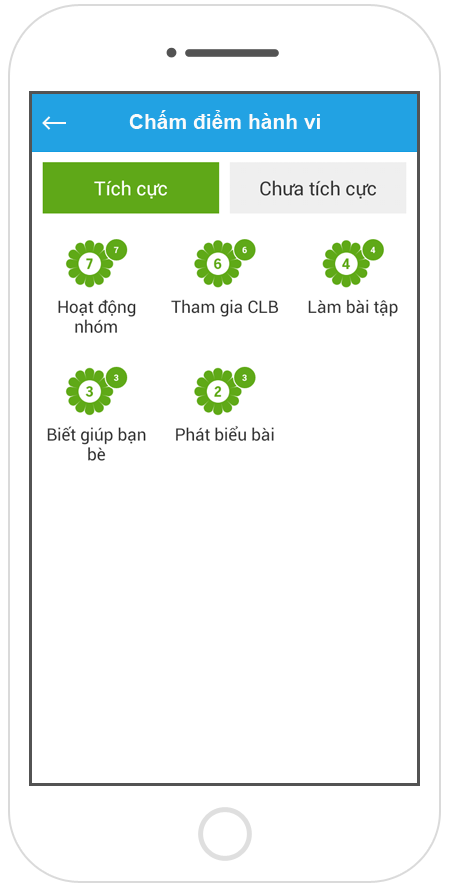 Chấm điểm hành vi
Tích cực
Chưa tích cực
7
7
6
6
4
4
Hoạt động
nhóm
Tham gia CLB
Làm bài tập
3
3
2
3
Biết giúp bạn
bè
Phát biểu bài